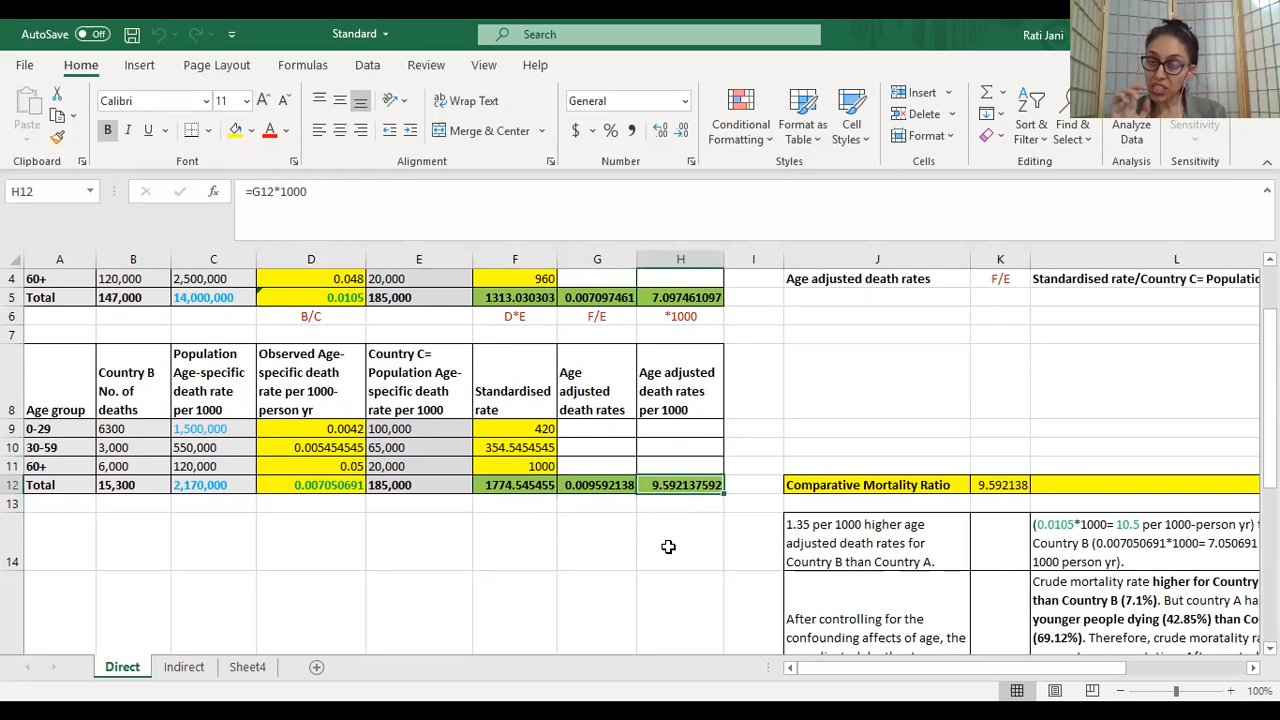 AutoSave Off Standard Search Rati Jani
File Home Insert Page Layout Formulas Data Review View Help
Paste Calibri 11 Wrap Text General Conditional Formatting Format as Table Cell Styles Insert Sort & Filter Find & Select Analyze Data Sensitivity
B I U Merge & Center $ % Delete
Format
Clipboard Font Alignment Number Styles Cells Editing Analysis Sensitivity
H12 fx =G12*1000
A B C D E F G H I J K L
4 60+ 120,000 2,500,000 0.048 20,000 960 Age adjusted death rates F/E Standardised rate/Country C= Populatio
5 Total 147,000 14,000,000 0.0105 185,000 1313.030303 0.007097461 7.097461097
6 B/C D*E F/E *1000
7
8 Age group Country B No. of deaths Population Age-specific death rate per 1000 Observed Age-specific death rate per 1000-person yr Country C= Population Age-specific death rate per 1000 Standardised rate Age adjusted death rates Age adjusted death rates per 1000
9 0-29 6300 1,500,000 0.0042 100,000 420
10 30-59 3,000 550,000 0.005454545 65,000 354.5454545
11 60+ 6,000 120,000 0.05 20,000 1000
12 Total 15,300 2,170,000 0.007050691 185,000 1774.545455 0.009592138 9.592137592 Comparative Mortality Ratio 9.592138
13
14 1.35 per 1000 higher age
adjusted death rates for
Country B than Country A.
(0.0105*1000= 10.5 per 1000-person yr)
Country B (0.007050691*1000= 7.050691
1000 person yr).
After controlling for the
confounding affects of age, the
Crude mortality rate higher for Country
than Country B (7.1%). But country A ha
younger people dying (42.85%) than Co
(69.12%). Therefore, crude moratality ra
Direct Indirect Sheet4
100%